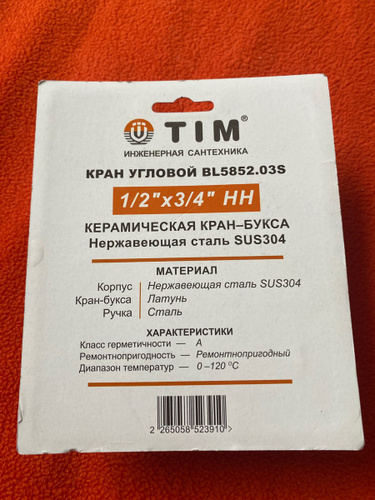 TIM®
ИНЖЕНЕРНАЯ САНТЕХНИКА
КРАН УГЛОВОЙ BL5852.03S
1/2"x3/4" НН
КЕРАМИЧЕСКАЯ КРАН–БУКСА
Нержавеющая сталь SUS304
МАТЕРИАЛ
Корпус Нержавеющая сталь SUS304
Кран-букса Латунь
Ручка Сталь
ХАРАКТЕРИСТИКИ
Класс герметичности — А
Ремонтнопригодность — Ремонтнопригодный
Диапазон температур — 0–120 °С
2 265058 523910 >